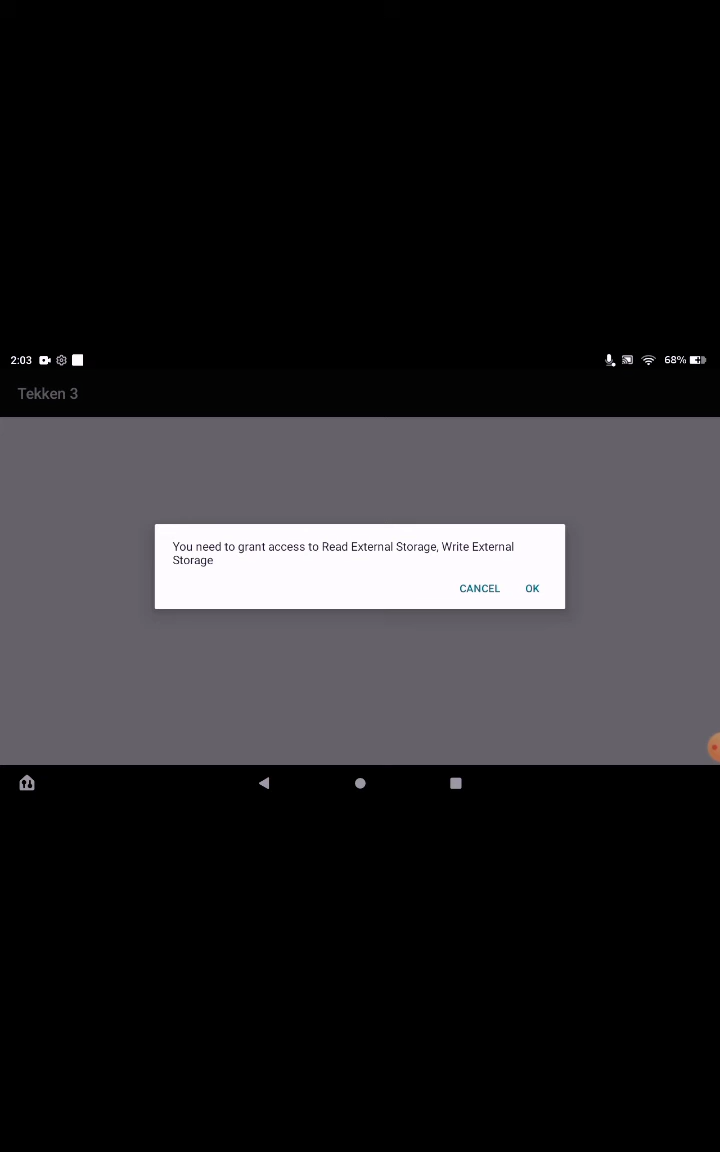 2:03 68%
Tekken 3
You need to grant access to Read External Storage, Write External
Storage
CANCEL OK